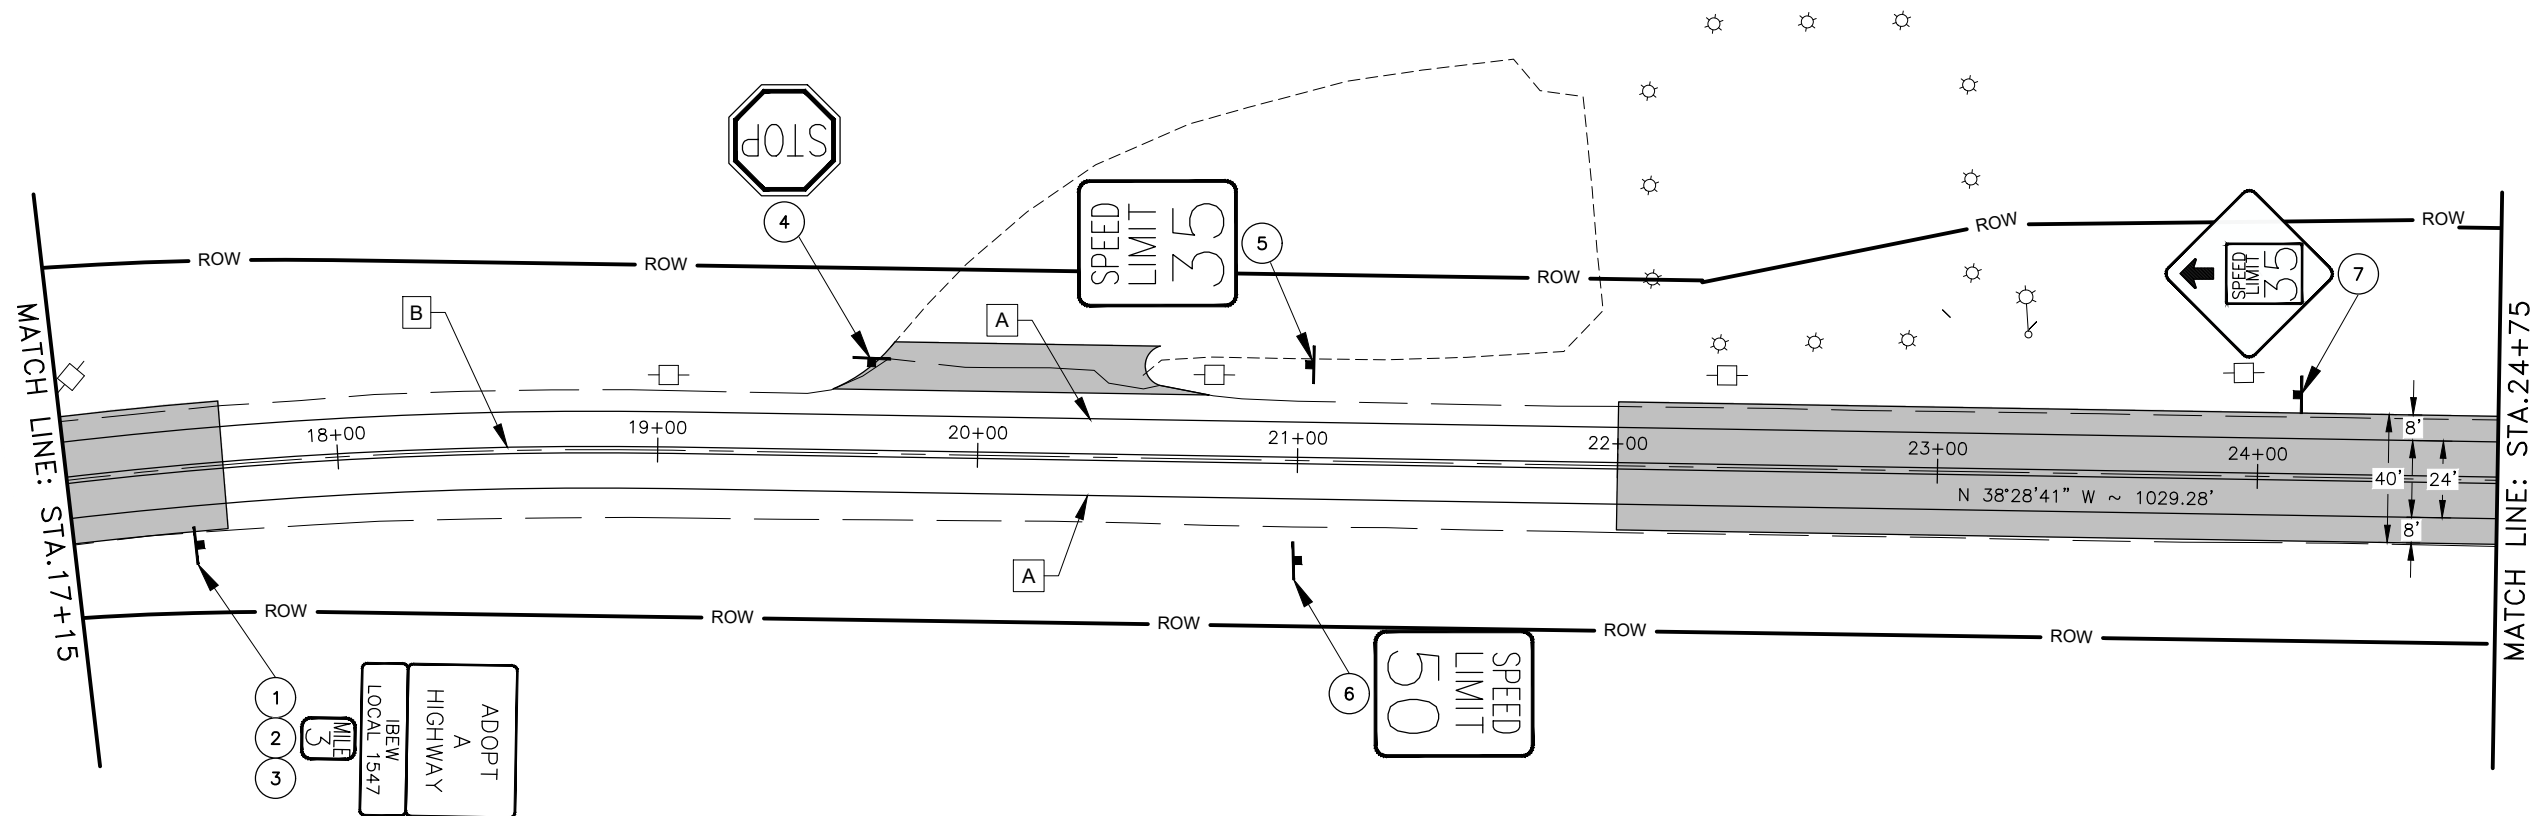 STOP
4
SPEED
LIMIT
35
5
ROW
ROW
ROW
ROW
ROW
SPEED
LIMIT
35
7
B
A
MATCH LINE: STA.17+15
18+00
19+00
20+00
21+00
22+00
23+00
24+00
8'
40'
24'
8'
N 38°28'41" W ~ 1029.28'
MATCH LINE: STA.24+75
A
ROW
ROW
ROW
ROW
ROW
1
2
3
MILE
3
IBEW
LOCAL 1547
ADOPT
A
HIGHWAY
6
SPEED
LIMIT
50